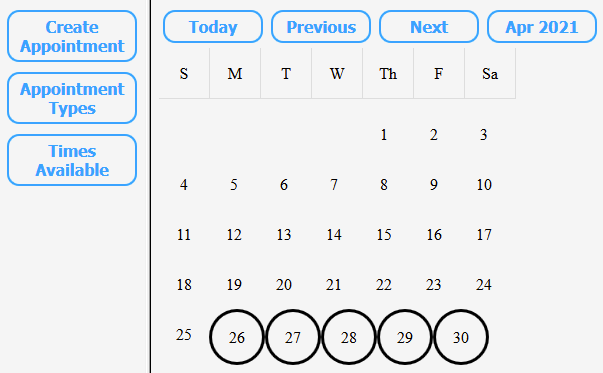 Create
Appointment
Appointment
Types
Times
Available
Today Previous Next Apr 2021
S M T W Th F Sa
1 2 3
4 5 6 7 8 9 10
11 12 13 14 15 16 17
18 19 20 21 22 23 24
25 26 27 28 29 30